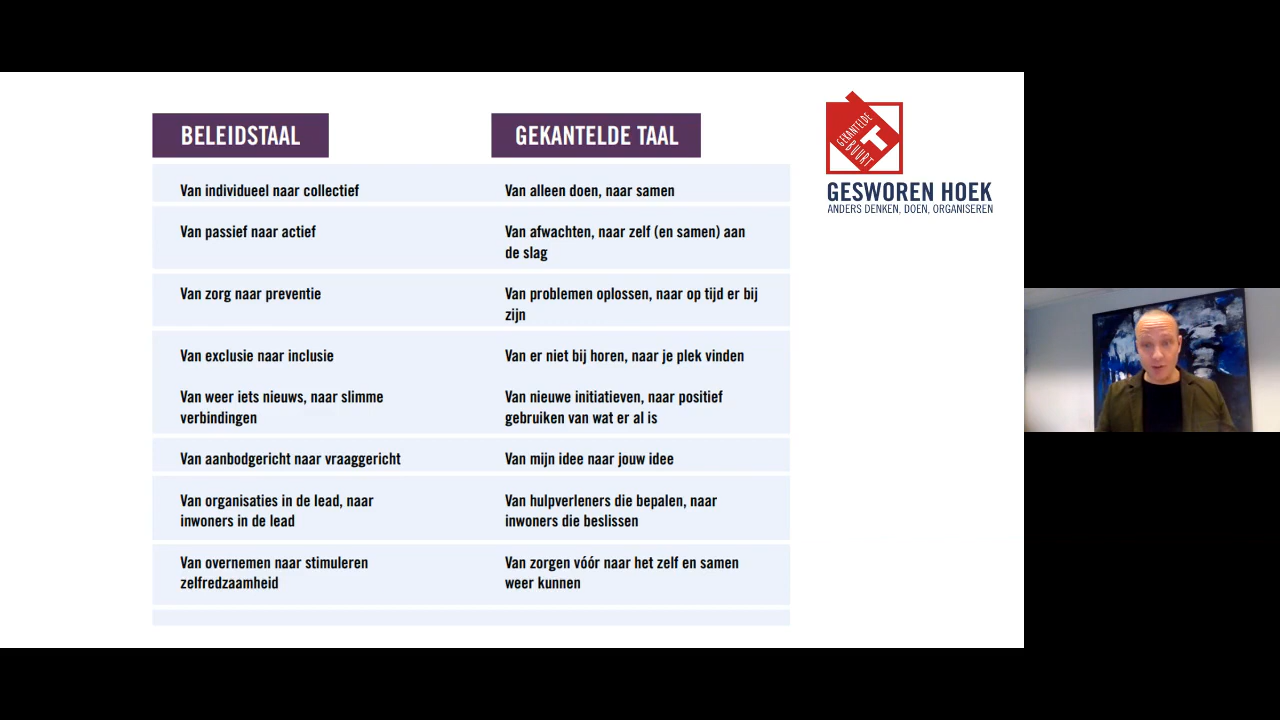 BELEIDSTAAL
GEKANTELDE TAAL
Van individueel naar collectief
Van alleen doen, naar samen
Van passief naar actief
Van afwachten, naar zelf (en samen) aan
de slag
Van zorg naar preventie
Van problemen oplossen, naar op tijd er bij
zijn
Van exclusie naar inclusie
Van er niet bij horen, naar je plek vinden
Van weer iets nieuws, naar slimme
verbindingen
Van nieuwe initiatieven, naar positief
gebruiken van wat er al is
Van aanbodgericht naar vraaggericht
Van mijn idee naar jouw idee
Van organisaties in de lead, naar
inwoners in de lead
Van hulpverleners die bepalen, naar
inwoners die beslissen
Van overnemen naar stimuleren
zelfredzaamheid
Van zorgen vóór naar het zelf en samen
weer kunnen
GEKANTELDE
BUURT
GESWOREN HOEK
ANDERS DENKEN, DOEN, ORGANISEREN